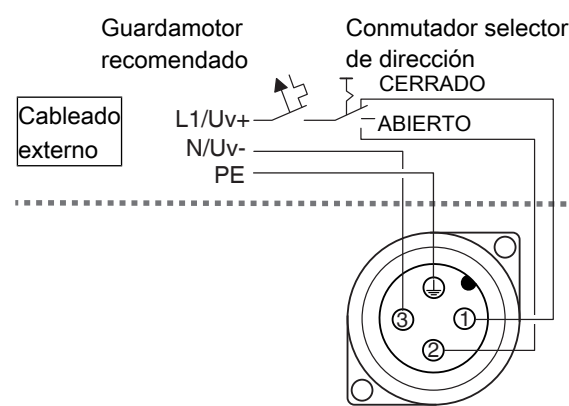 Guardamotor
recomendado
Conmutador selector
de dirección
CERRADO
Cableado
externo
L1/Uv+
ABIERTO
N/Uv-
PE
3
1
2